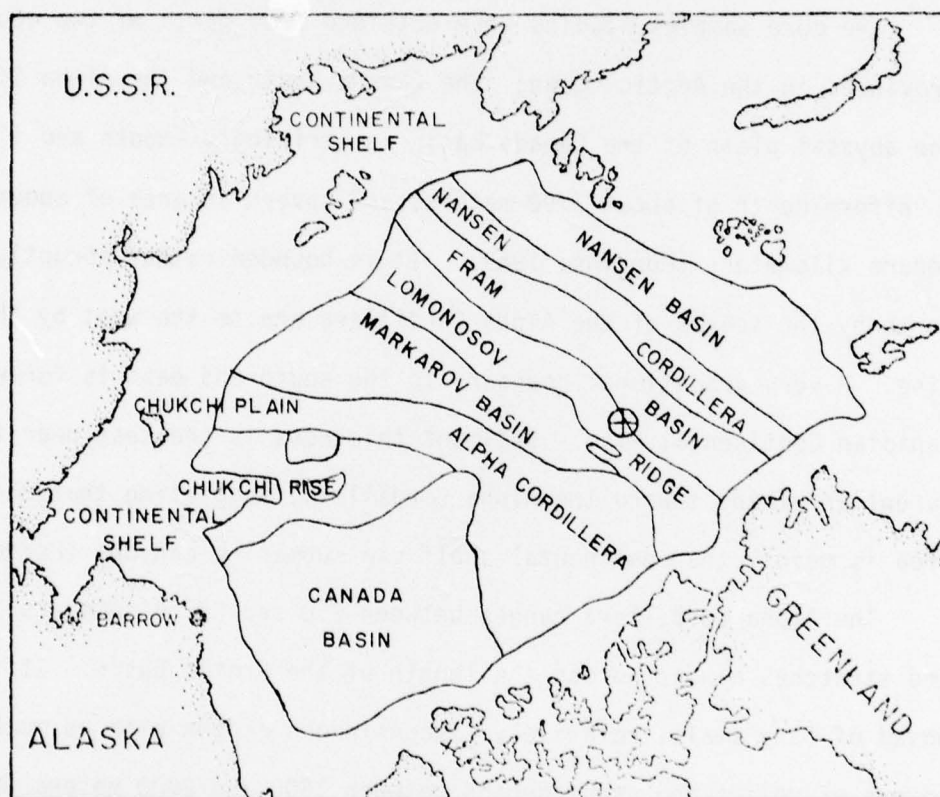 U.S.S.R.
CONTINENTAL
SHELF
NANSEN BASIN
NANSEN CORDILLERA
FRAM BASIN
LOMONOSOV RIDGE
MARKAROV BASIN
ALPHA CORDILLERA
CHUKCHI PLAIN
CHUKCHI RISE
CONTINENTAL
SHELF
CANADA
BASIN
BARROW
GREENLAND
ALASKA